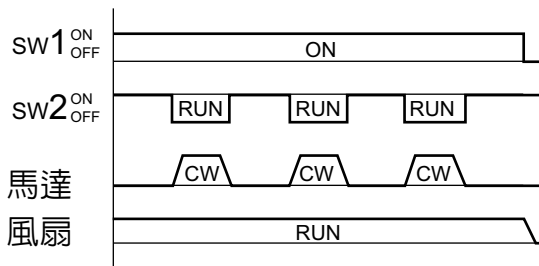 SW1 ON OFF ON
SW2 ON OFF RUN RUN RUN
馬達 CW CW CW
風扇 RUN